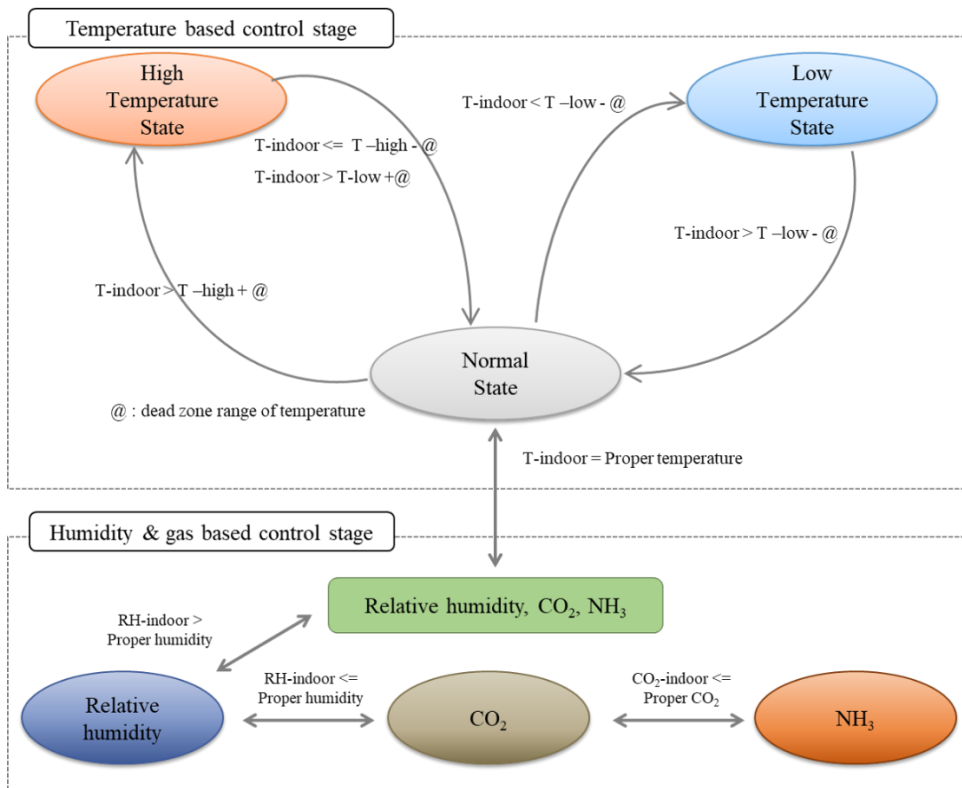 Temperature based control stage
High
Temperature
State
Low
Temperature
State
T-indoor < T –low - @
T-indoor <= T –high - @
T-indoor > T-low +@
T-indoor > T –low - @
T-indoor > T –high + @
Normal
State
@ : dead zone range of temperature
T-indoor = Proper temperature
Humidity & gas based control stage
Relative humidity, CO₂, NH₃
RH-indoor >
Proper humidity
RH-indoor <=
Proper humidity
CO₂-indoor <=
Proper CO₂
Relative
humidity
CO₂
NH₃